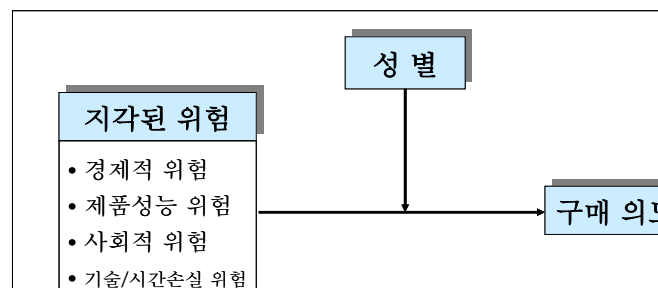 성 별
지각된 위험
• 경제적 위험
• 제품성능 위험
• 사회적 위험
• 기술/시간손실 위험
구매